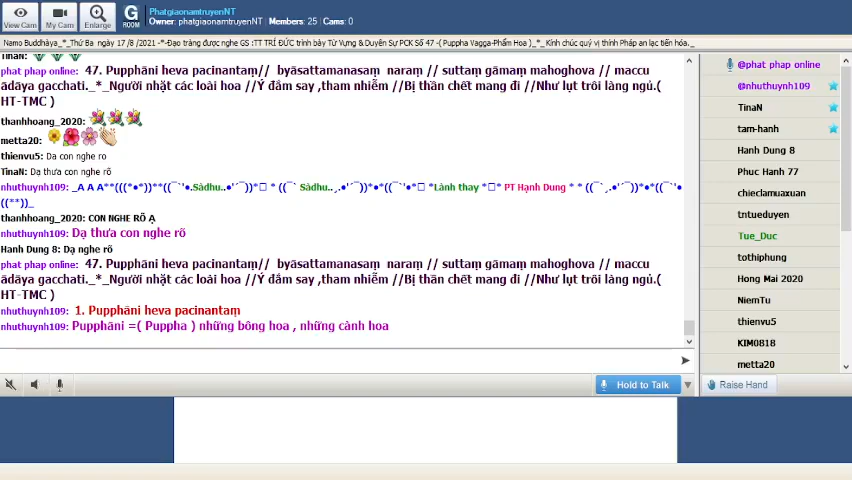 View Cam
My Cam
Enlarge
G
ROOM
PhatgiaonamtruyenNT
Owner: phatgiaonamtruyenNT | Members: 25 | Cams: 0
Namo Buddhàya_*_Thứ Ba ngày 17 /8 /2021 -*-Đạo tràng được nghe GS :TT TRÍ ĐỨC trình bày Từ Vựng & Duyên Sự PCK Số 47 -( Puppha Vagga-Phẩm Hoa )_*_ Kính chúc quý vị thính Pháp an lạc tiến hóa._
TinaN:
phat phap online: 47. Pupphāni heva pacinantaṃ// byāsattamanasaṃ naraṃ // suttaṃ gāmaṃ mahoghova // maccu
ādāya gacchati._*_Người nhặt các loài hoa //Ý đắm say ,tham nhiễm //Bị thần chết mang đi //Như lụt trôi làng ngủ.(
HT-TMC )
thanhhoang_2020:
metta20:
thienvu5: Da con nghe ro
TinaN: Dạ thưa con nghe rõ
nhuthuynh109: _A A A**(((*●*))**((¯`'●.Sàdhu..●'´¯))*
* ((¯` Sàdhu..¸.●'´¯))*●*((¯`'●*
*Lành thay *
* PT Hạnh Dung * * ((¯`¸.●'´¯))*●*((¯`'●*●
((**))_
thanhhoang_2020: CON NGHE RÕ Ạ
nhuthuynh109: Dạ thưa con nghe rõ
Hanh Dung 8: Dạ nghe rõ
phat phap online: 47. Pupphāni heva pacinantaṃ// byāsattamanasaṃ naraṃ // suttaṃ gāmaṃ mahoghova // maccu
ādāya gacchati._*_Người nhặt các loài hoa //Ý đắm say ,tham nhiễm //Bị thần chết mang đi //Như lụt trôi làng ngủ.(
HT-TMC )
nhuthuynh109: 1. Pupphāni heva pacinantaṃ
nhuthuynh109: Pupphāni =( Puppha ) những bông hoa , những cành hoa
Hold to Talk
Raise Hand
@phat phap online
@nhuthuynh109
TinaN
tam-hanh
Hanh Dung 8
Phuc Hanh 77
chieclamuaxuan
tntueduyen
Tue_Duc
tothiphung
Hong Mai 2020
NiemTu
thienvu5
KIM0818
metta20